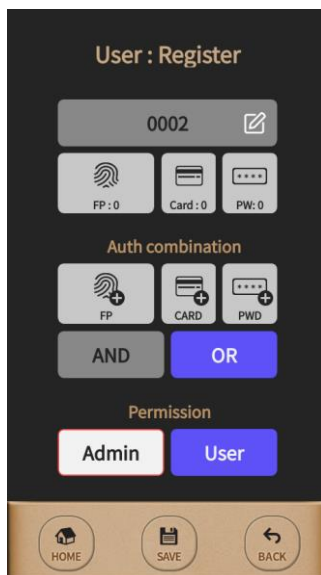 User : Register
0002
FP : 0 Card : 0 PW: 0
Auth combination
FP CARD PWD
AND OR
Permission
Admin User
HOME SAVE BACK